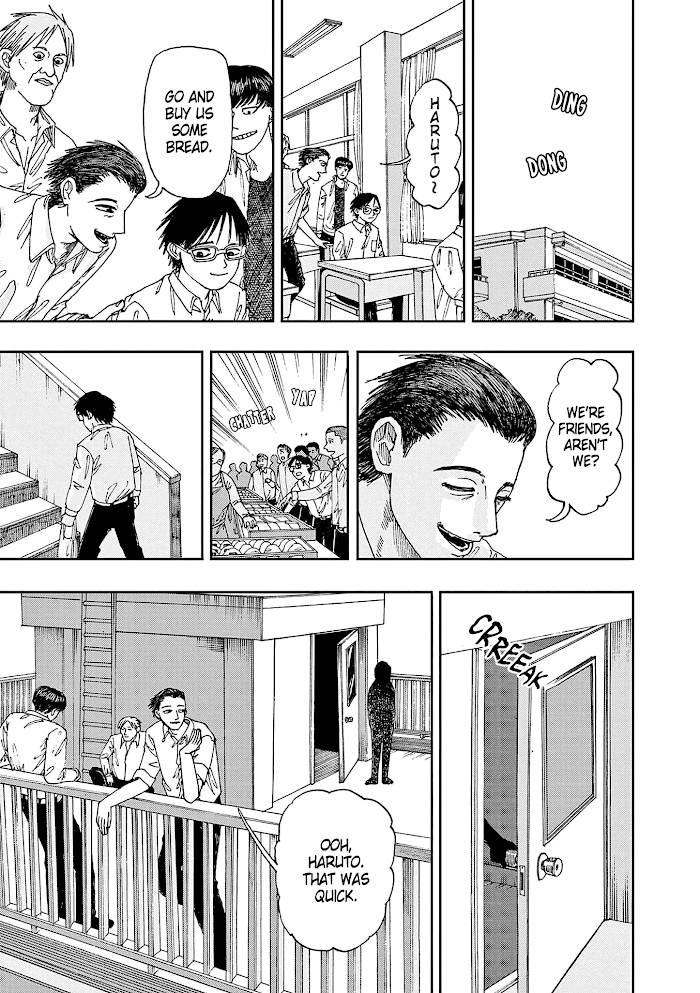 DING
DONG
HARUTO~
GO AND
BUY US
SOME
BREAD.
WE'RE
FRIENDS,
AREN'T
WE?
YAP
CHATTER
CRREEAK
OOH,
HARUTO.
THAT WAS
QUICK.